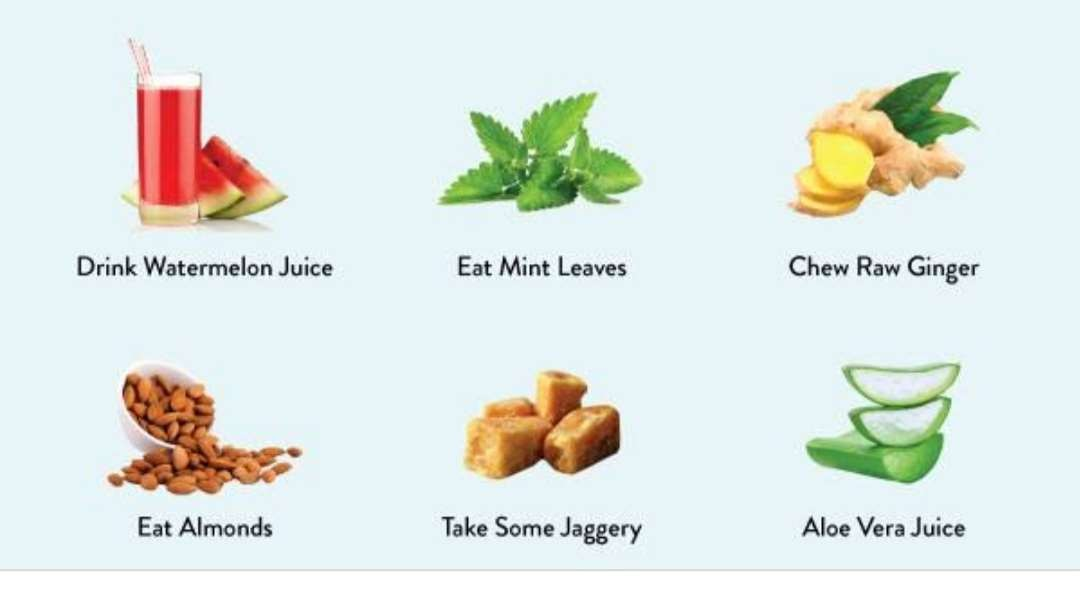 Drink Watermelon Juice
Eat Mint Leaves
Chew Raw Ginger
Eat Almonds
Take Some Jaggery
Aloe Vera Juice